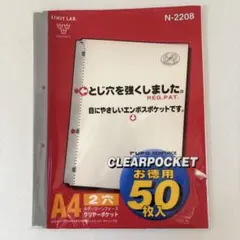 UNIT LAB.
N-2208
とじ穴を強くしました。
REG.PAT.
目にやさしいエンボスポケットです。
CLEARPOCKET
お徳用
50
枚入
A4
2穴
クリヤーポケット